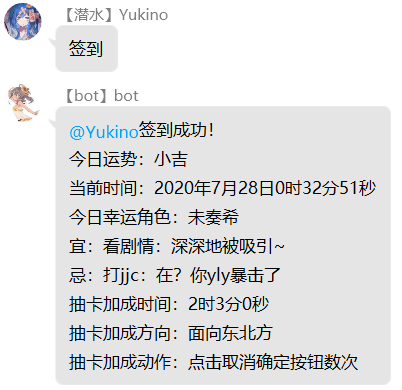 【潜水】Yukino
签到
【bot】bot
@Yukino签到成功！
今日运势：小吉
当前时间：2020年7月28日0时32分51秒
今日幸运角色：未奏希
宜：看剧情：深深地被吸引~
忌：打jjc：在？你yly暴击了
抽卡加成时间：2时3分0秒
抽卡加成方向：面向东北方
抽卡加成动作：点击取消确定按钮数次